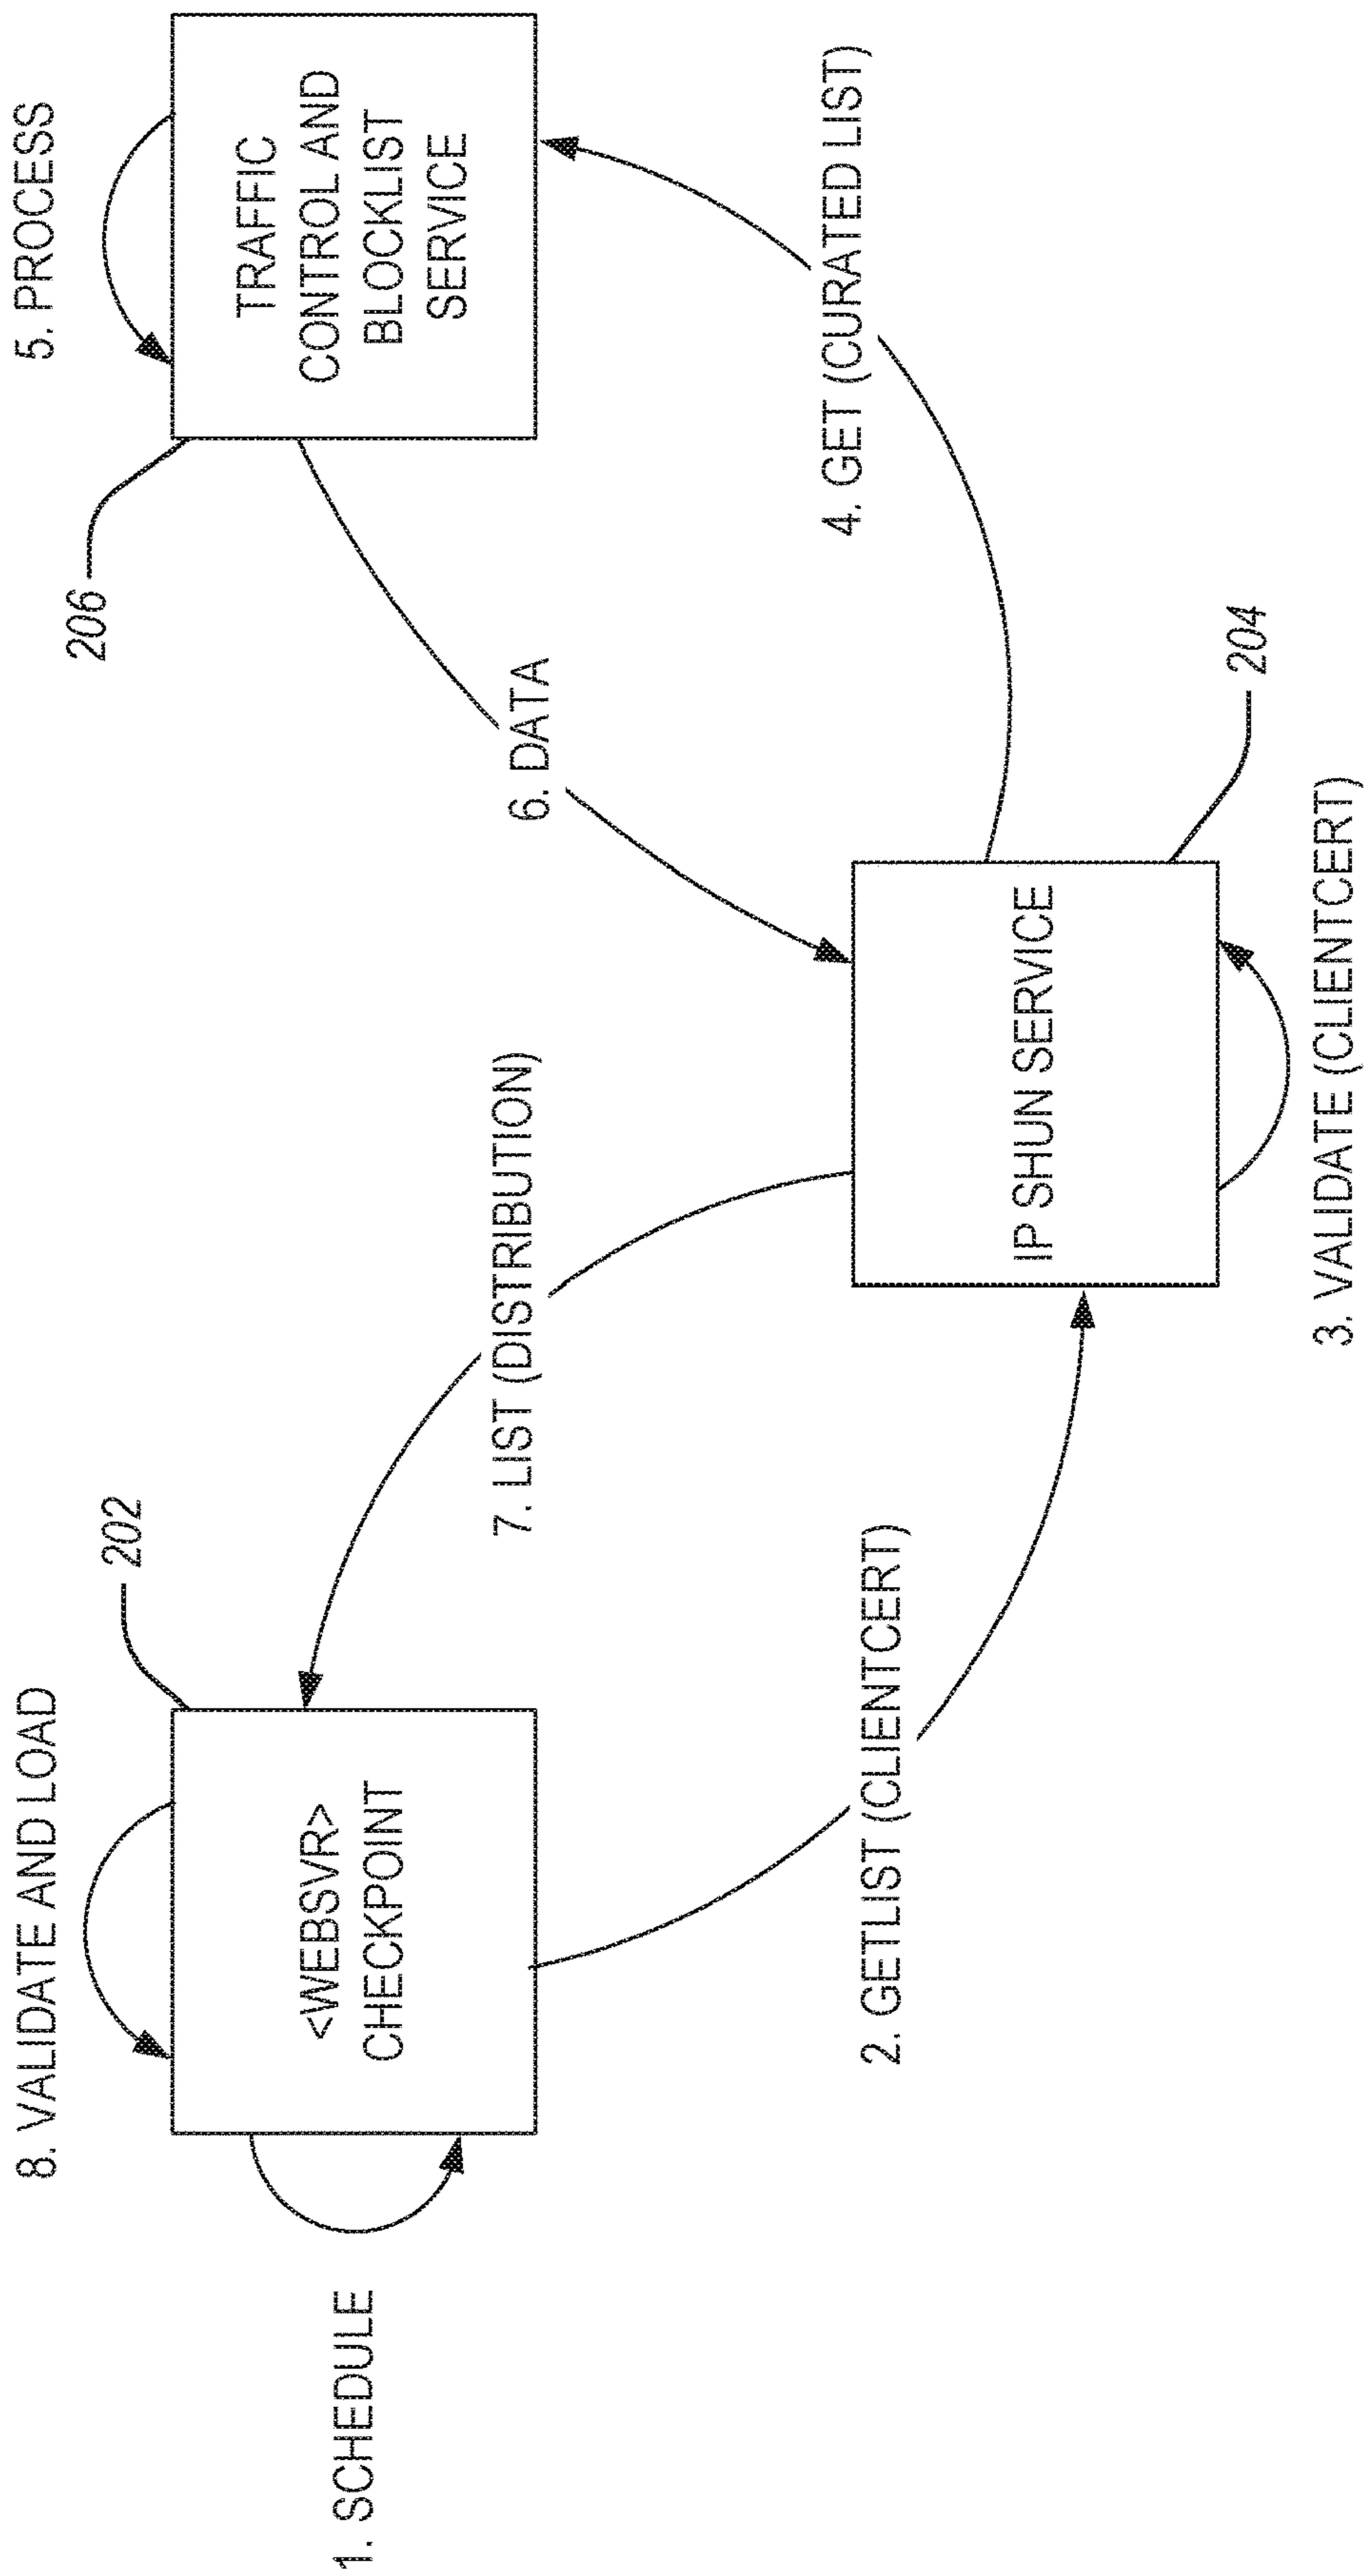 8. VALIDATE AND LOAD
202
<WEBSVR>
CHECKPOINT
1. SCHEDULE
2. GETLIST (CLIENTCERT)
7. LIST (DISTRIBUTION)
IP SHUN SERVICE
3. VALIDATE (CLIENTCERT)
204
4. GET (CURATED LIST)
6. DATA
206
5. PROCESS
TRAFFIC
CONTROL AND
BLOCKLIST
SERVICE